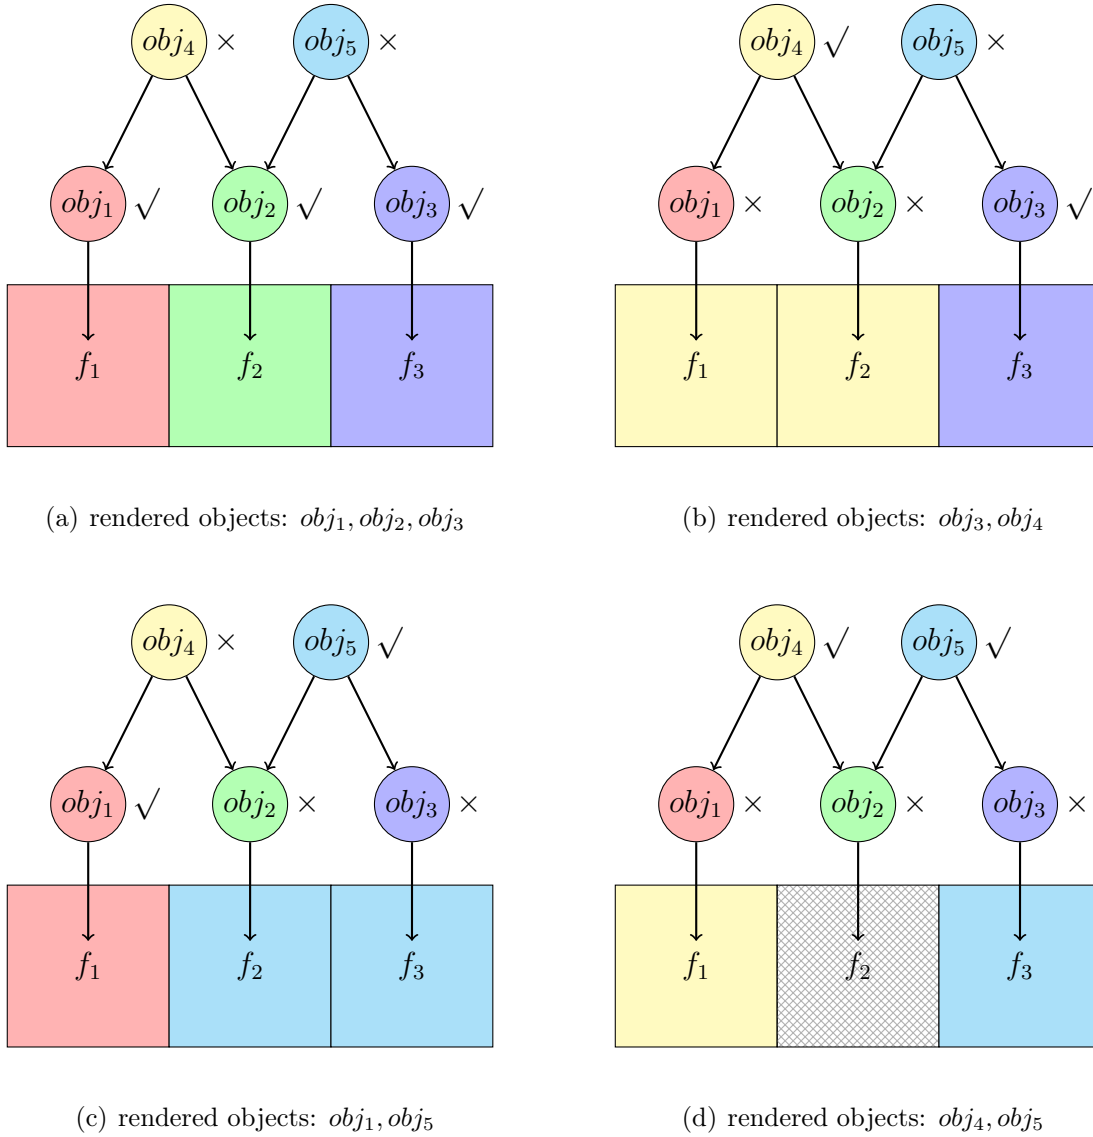 obj₄ × obj₅ × obj₄ √ obj₅ ×
obj₁ √ obj₂ √ obj₃ √ obj₁ × obj₂ × obj₃ √
f₁ f₂ f₃ f₁ f₂ f₃
(a) rendered objects: obj₁, obj₂, obj₃ (b) rendered objects: obj₃, obj₄
obj₄ × obj₅ √ obj₄ √ obj₅ √
obj₁ √ obj₂ × obj₃ × obj₁ × obj₂ × obj₃ ×
f₁ f₂ f₃ f₁ f₂ f₃
(c) rendered objects: obj₁, obj₅ (d) rendered objects: obj₄, obj₅